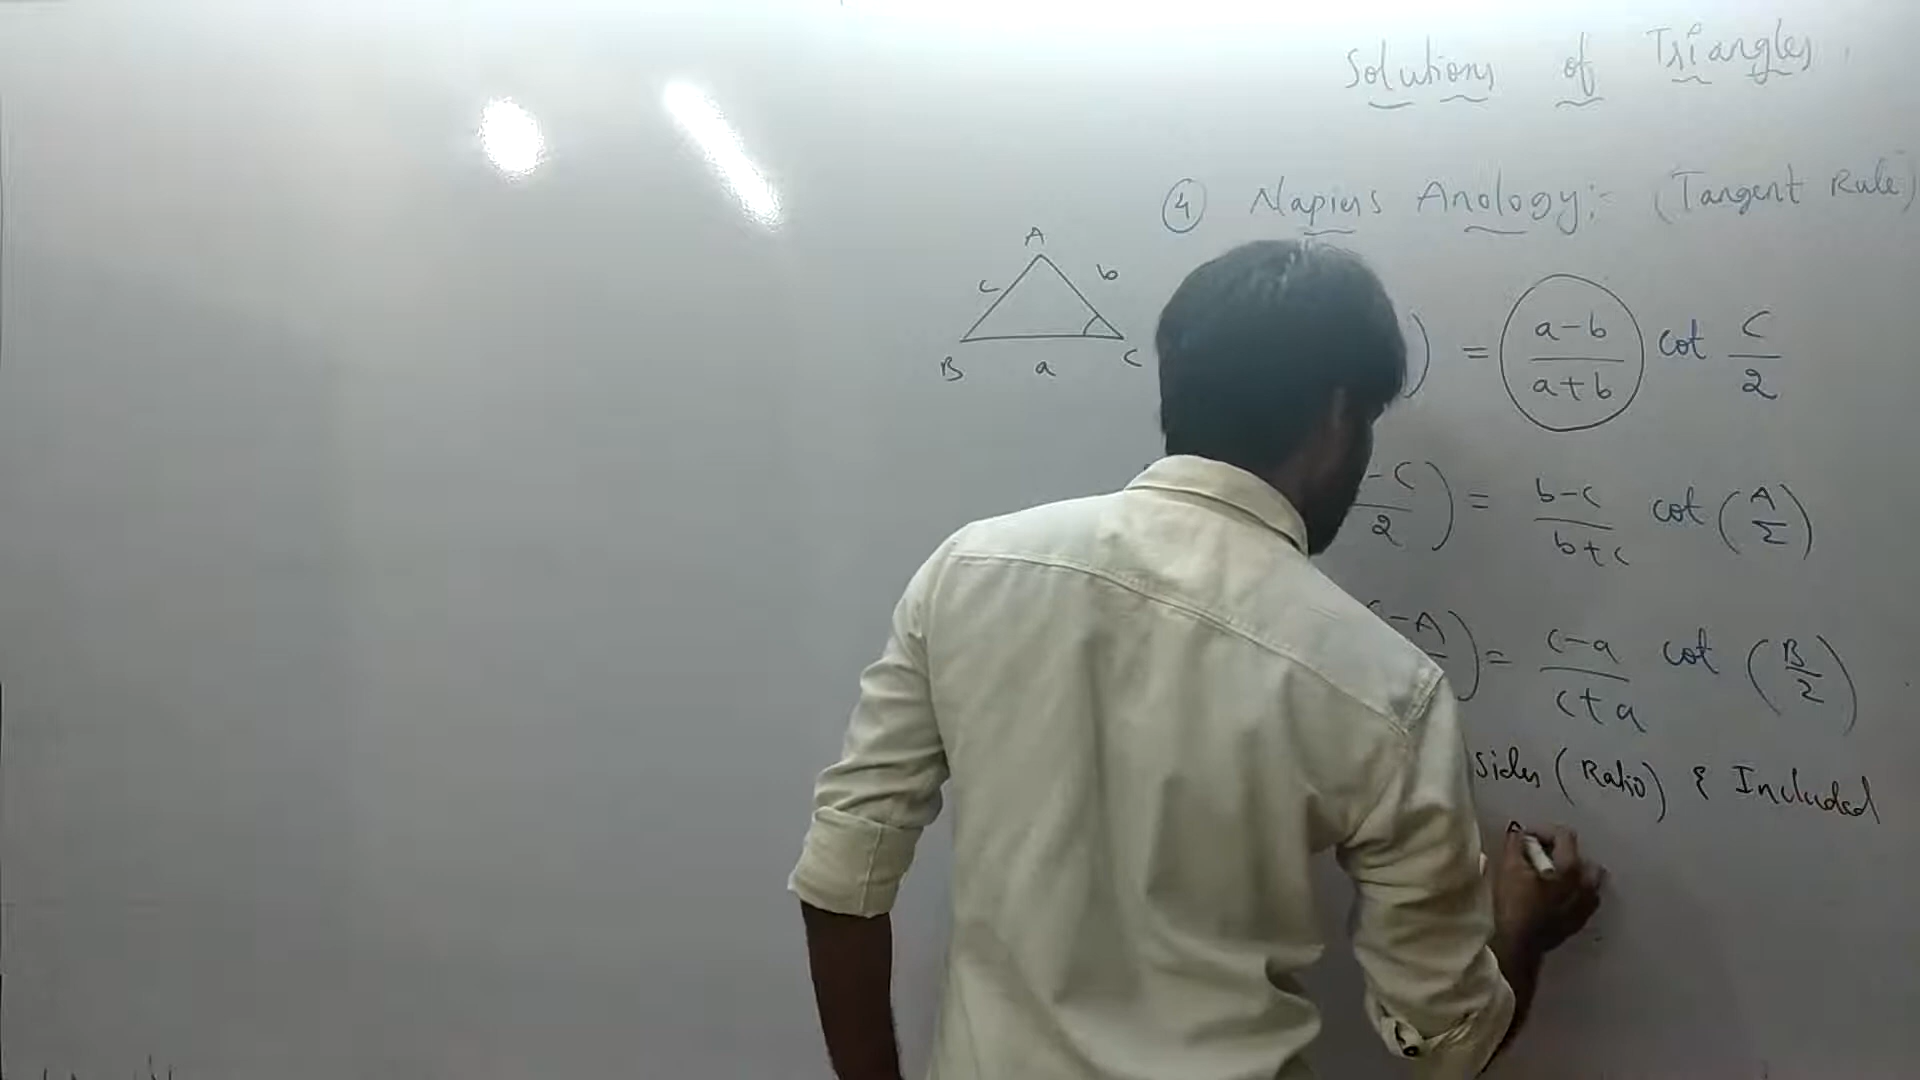 Solutions of Triangles
④ Napiers Anology:- (Tangent Rule)
A
c b
B a C
) = (a-b)/(a+b) cot C/2
-C/2) = (b-c)/(b+c) cot (A/2)
-A) = (c-a)/(c+a) cot (B/2)
Sides (Ratio) & Included